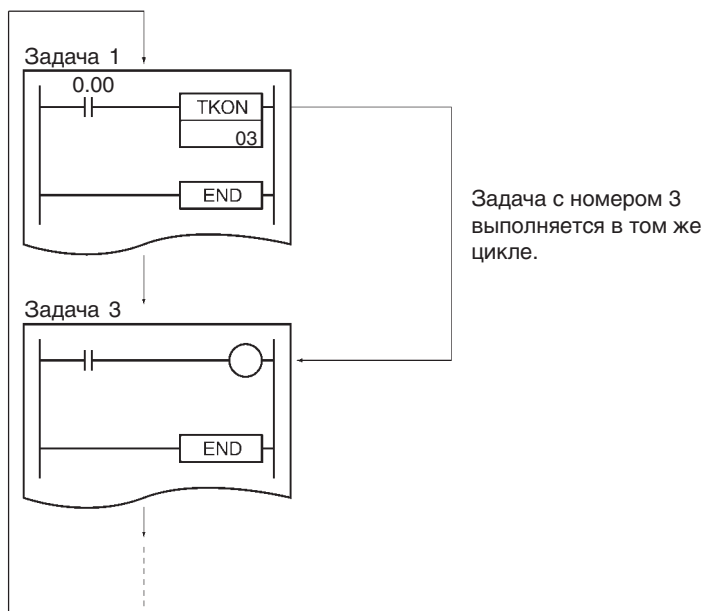 Задача 1
0.00
TKON
03
END
Задача с номером 3
выполняется в том же
цикле.
Задача 3
END